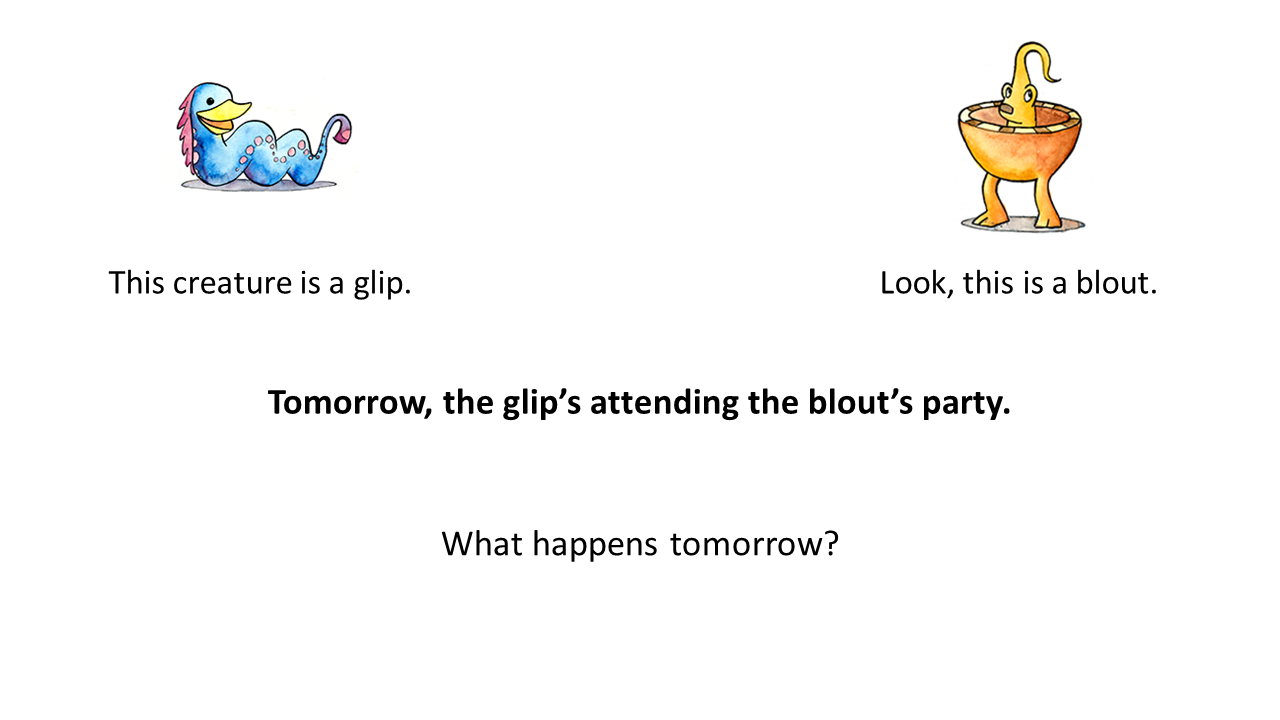 This creature is a glip.
Look, this is a blout.
Tomorrow, the glip’s attending the blout’s party.
What happens tomorrow?